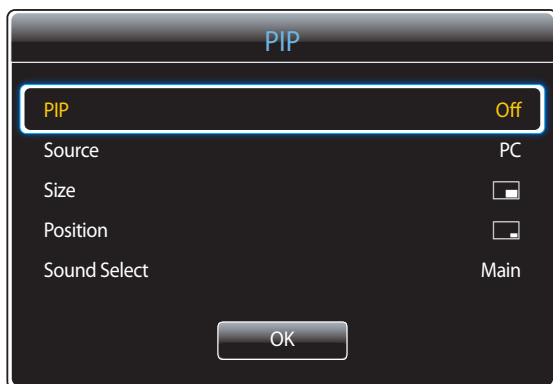 PIP
PIP Off
Source PC
Size
Position
Sound Select Main
OK